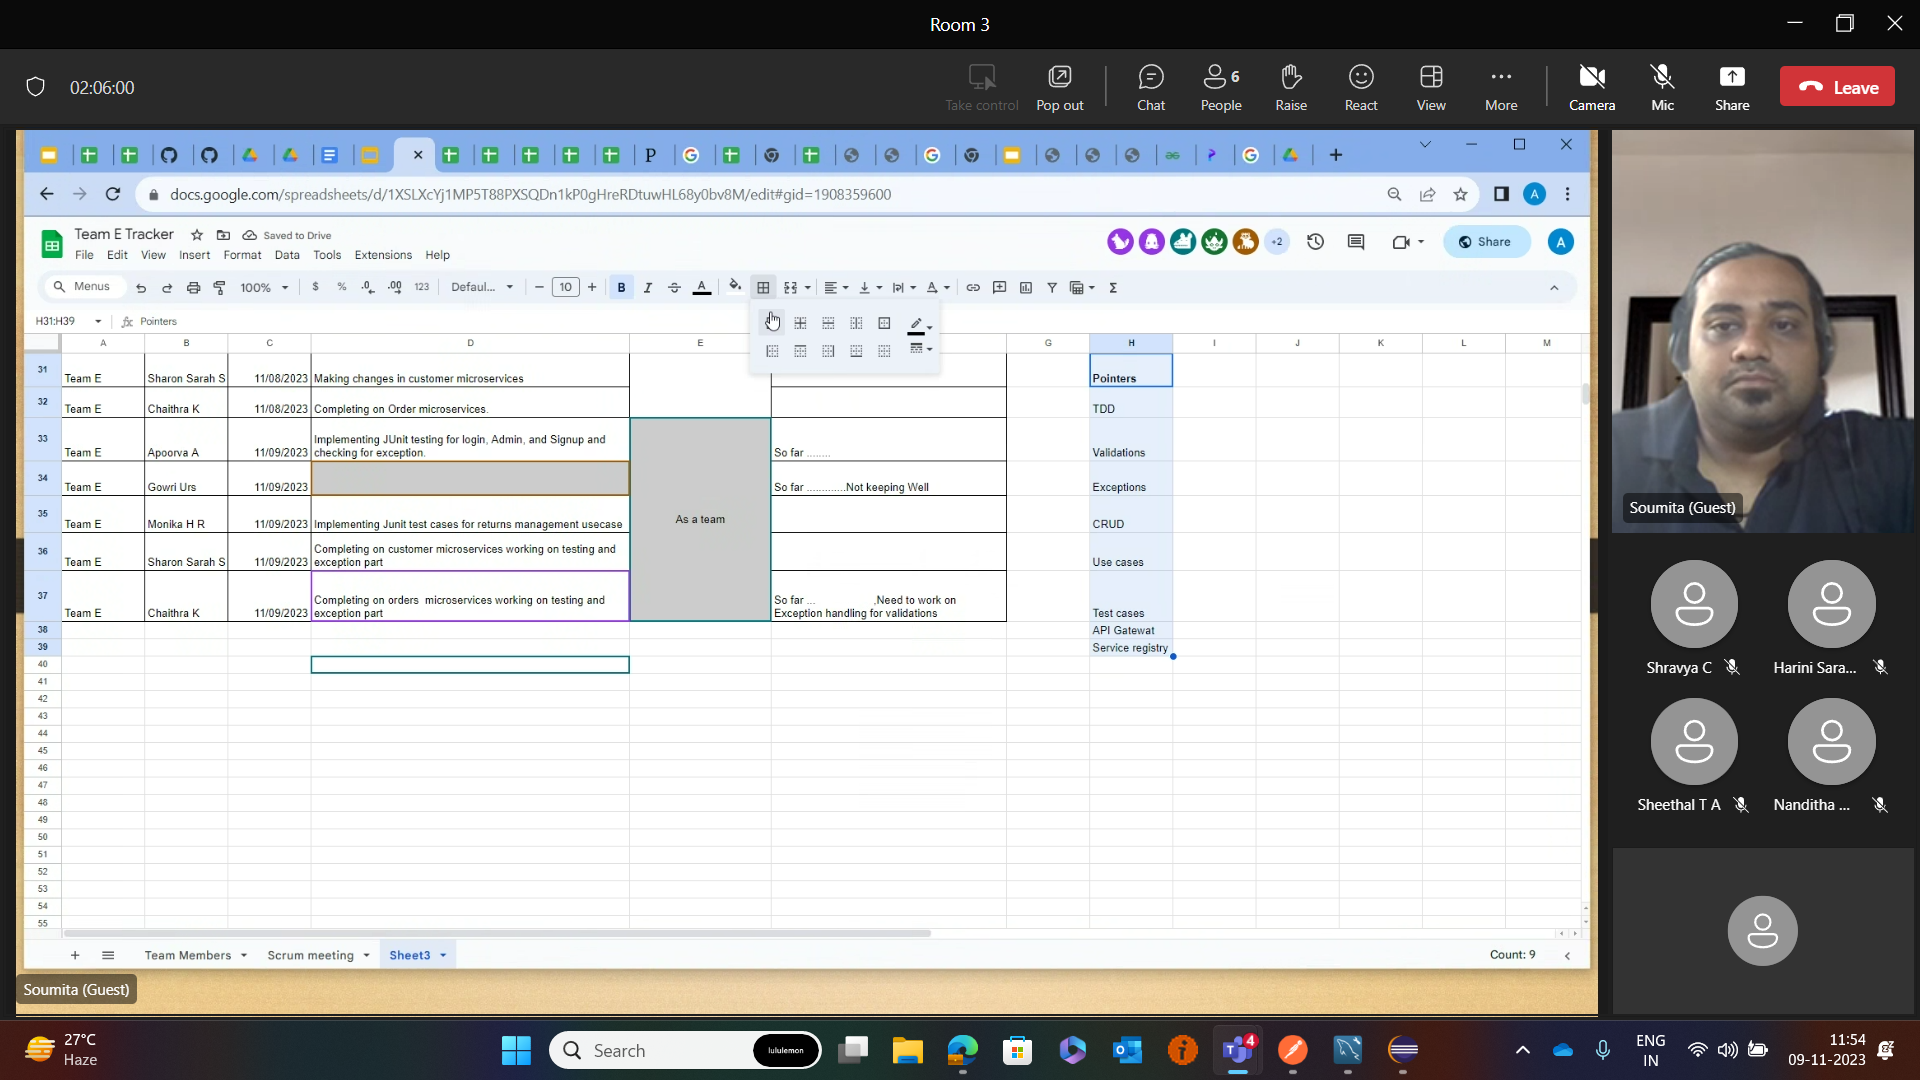 Room 3
02:06:00
Take control
Pop out
Chat
6
People
Raise
React
View
More
Camera
Mic
Share
Leave
docs.google.com/spreadsheets/d/1XSLXcYj1MP5T88PXSQDn1kP0gHreRDtuwHL68y0bv8M/edit#gid=1908359600
A
Team E Tracker
Saved to Drive
+2
Share
A
File Edit View Insert Format Data Tools Extensions Help
Menus 100% $ % .0 .00 123 Defaul... 10 B I A
H31:H39 fx Pointers
A B C D E G H I J K L M
31 Team E Sharon Sarah S 11/08/2023 Making changes in customer microservices Pointers
32 Team E Chaithra K 11/08/2023 Completing on Order microservices. TDD
33 Team E Apoorva A 11/09/2023 Implementing JUnit testing for login, Admin, and Signup and
checking for exception. So far ........ Validations
34 Team E Gowri Urs 11/09/2023 So far .............Not keeping Well Exceptions
As a team
35 Team E Monika H R 11/09/2023 Implementing Junit test cases for returns management usecase CRUD
36 Team E Sharon Sarah S 11/09/2023 Completing on customer microservices working on testing and
exception part Use cases
37 Team E Chaithra K 11/09/2023 Completing on orders microservices working on testing and
exception part So far ... ,Need to work on
Exception handling for validations Test cases
38 API Gatewat
39 Service registry
40
41
42
43
44
45
46
47
48
49
50
51
52
53
54
55
Team Members
Scrum meeting
Sheet3
Count: 9
Soumita (Guest)
Soumita (Guest)
Shravya C
Harini Sara...
Sheethal T A
Nanditha ...
27°C
Haze
Search
lululemon
4
ENG
IN
11:54
09-11-2023